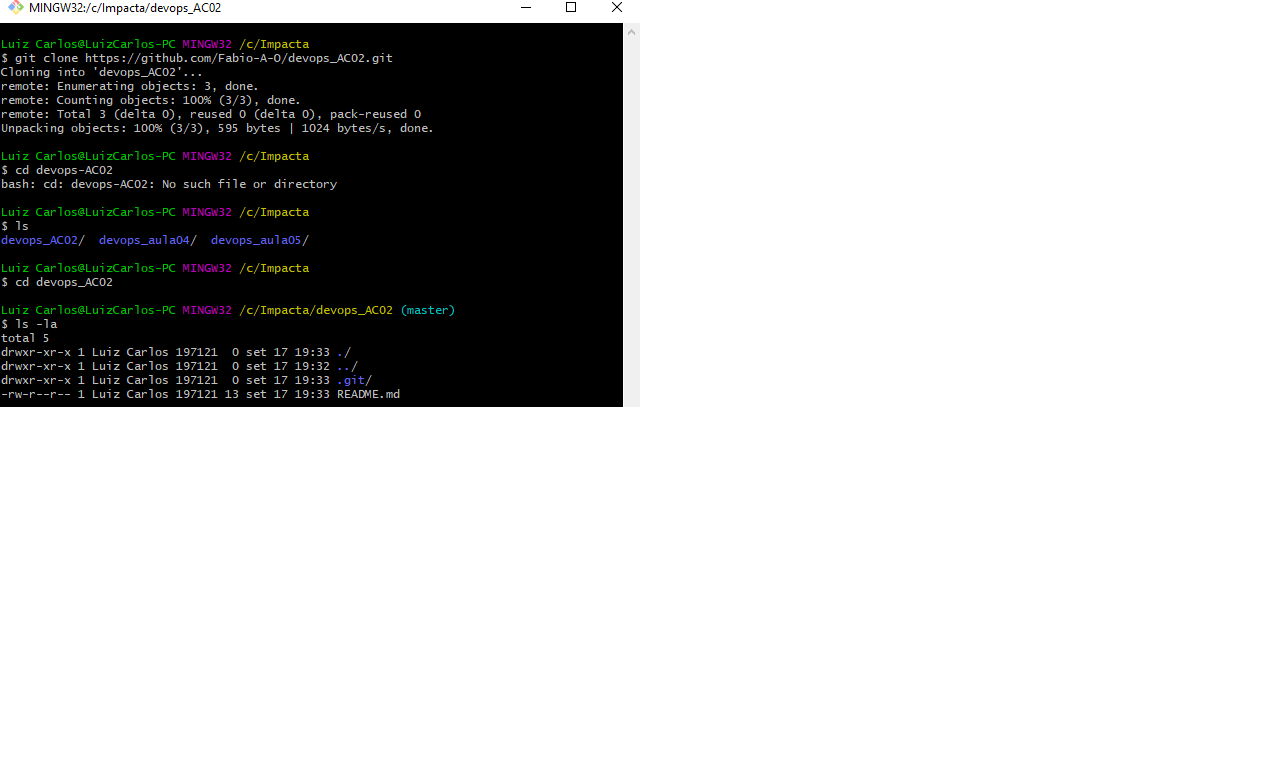 MINGW32:/c/Impacta/devops_AC02
Luiz Carlos@LuizCarlos-PC MINGW32 /c/Impacta
$ git clone https://github.com/Fabio-A-O/devops_AC02.git
Cloning into 'devops_AC02'...
remote: Enumerating objects: 3, done.
remote: Counting objects: 100% (3/3), done.
remote: Total 3 (delta 0), reused 0 (delta 0), pack-reused 0
Unpacking objects: 100% (3/3), 595 bytes | 1024 bytes/s, done.
Luiz Carlos@LuizCarlos-PC MINGW32 /c/Impacta
$ cd devops-AC02
bash: cd: devops-AC02: No such file or directory
Luiz Carlos@LuizCarlos-PC MINGW32 /c/Impacta
$ ls
devops_AC02/  devops_aula04/  devops_aula05/
Luiz Carlos@LuizCarlos-PC MINGW32 /c/Impacta
$ cd devops_AC02
Luiz Carlos@LuizCarlos-PC MINGW32 /c/Impacta/devops_AC02 (master)
$ ls -la
total 5
drwxr-xr-x 1 Luiz Carlos 197121  0 set 17 19:33 ./
drwxr-xr-x 1 Luiz Carlos 197121  0 set 17 19:32 ../
drwxr-xr-x 1 Luiz Carlos 197121  0 set 17 19:33 .git/
-rw-r--r-- 1 Luiz Carlos 197121 13 set 17 19:33 README.md